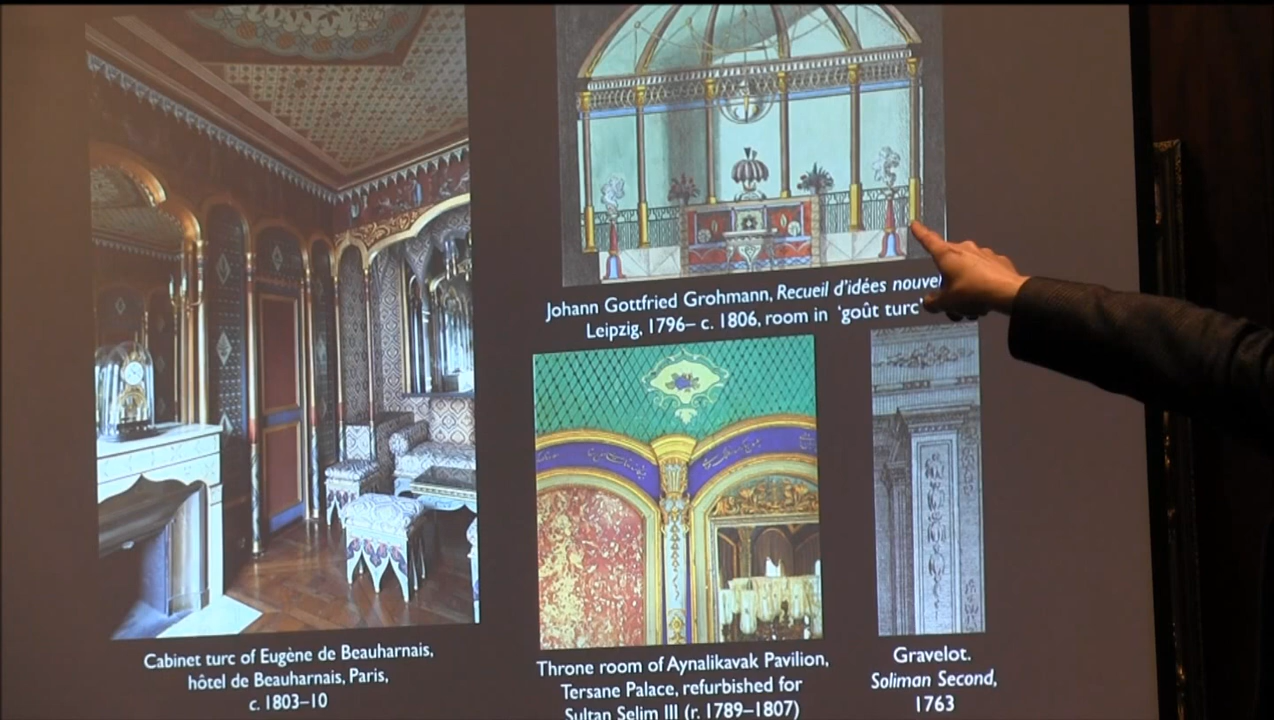 Johann Gottfried Grohmann, Recueil d'idées
Leipzig, 1796– c. 1806, room in 'goût turc'
Cabinet turc of Eugène de Beauharnais,
hôtel de Beauharnais, Paris,
c. 1803–10
Throne room of Aynalikavak Pavilion,
Tersane Palace, refurbished for
Sultan Selim III (r. 1789–1807)
Gravelot.
Soliman Second,
1763